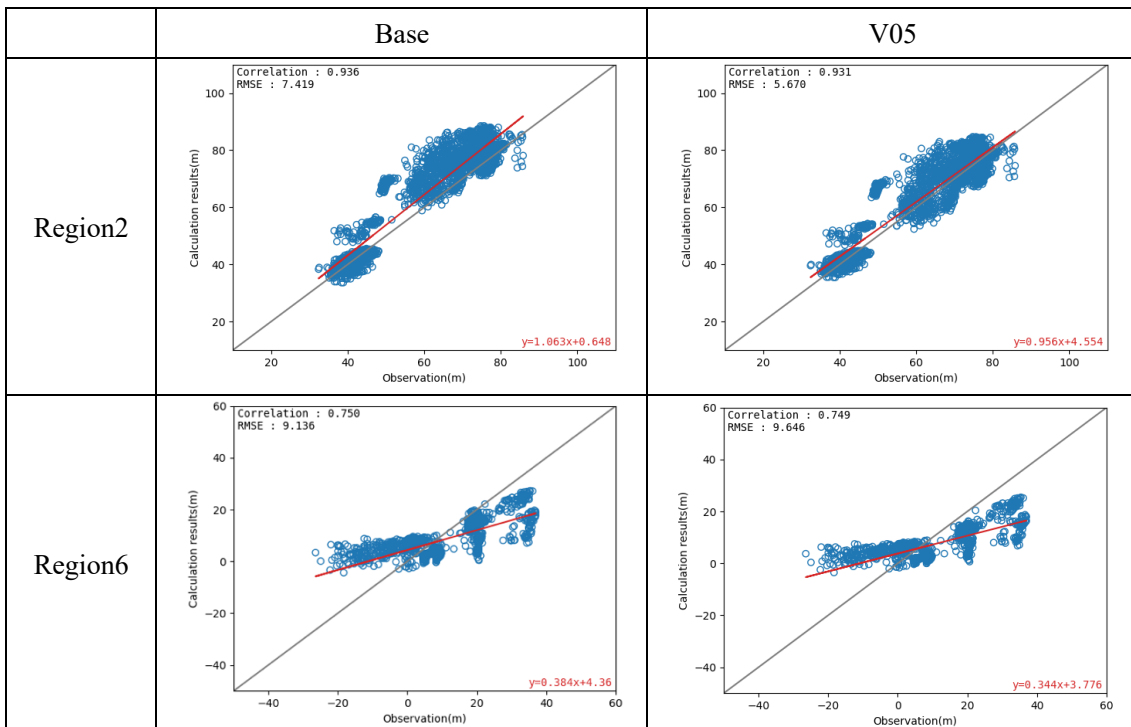 Base
V05
Region2
Correlation : 0.936
RMSE : 7.419
100
80
60
40
20
Calculation results(m)
y=1.063x+0.648
20
40
60
80
100
Observation(m)
Correlation : 0.931
RMSE : 5.670
100
80
60
40
20
Calculation results(m)
y=0.956x+4.554
20
40
60
80
100
Observation(m)
Region6
Correlation : 0.750
RMSE : 9.136
60
40
20
0
−20
−40
Calculation results(m)
y=0.384x+4.36
−40
−20
0
20
40
60
Observation(m)
Correlation : 0.749
RMSE : 9.646
60
40
20
0
−20
−40
Calculation results(m)
y=0.344x+3.776
−40
−20
0
20
40
60
Observation(m)